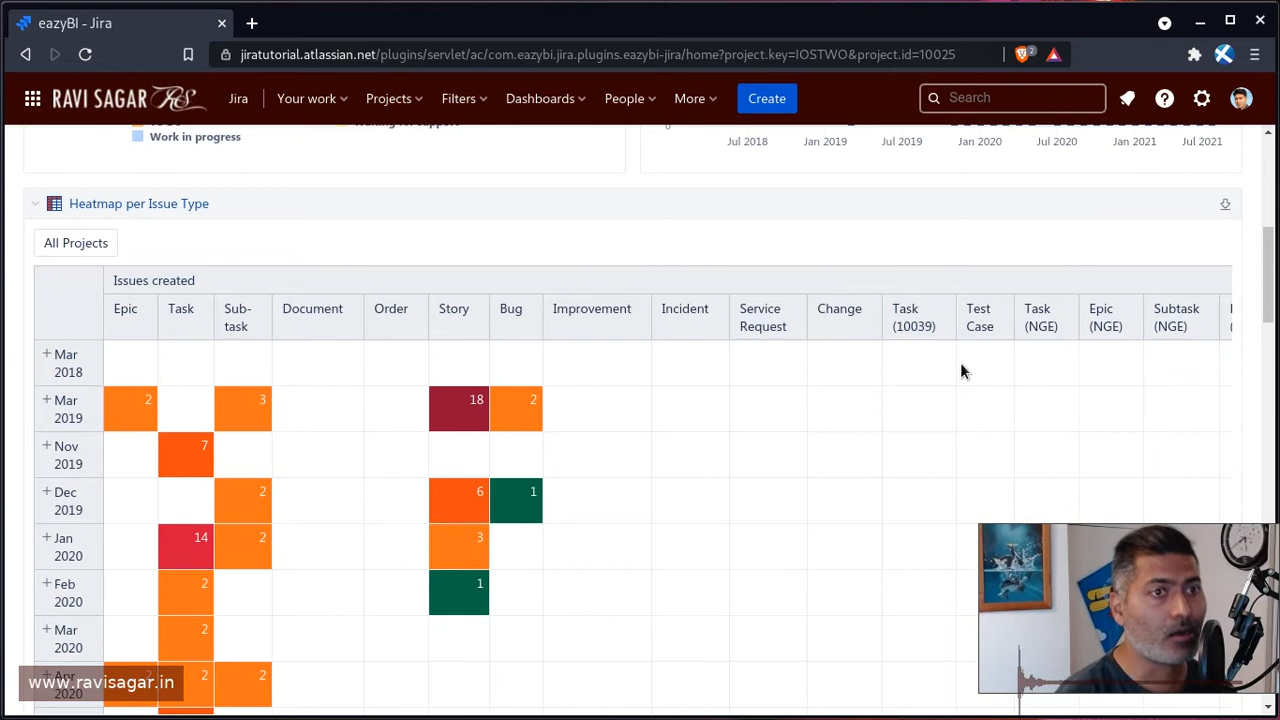 eazyBI - Jira
jiratutorial.atlassian.net/plugins/servlet/ac/com.eazybi.jira.plugins.eazybi-jira/home?project.key=IOSTWO&project.id=10025
2
RAVI SAGAR RS
Jira
Your work
Projects
Filters
Dashboards
People
More
Create
Search
Work in progress
0
Jul 2018
Jan 2019
Jul 2019
Jan 2020
Jul 2020
Jan 2021
Jul 2021
Heatmap per Issue Type
All Projects
Issues created
Epic
Task
Sub-
task
Document
Order
Story
Bug
Improvement
Incident
Service
Request
Change
Task
(10039)
Test
Case
Task
(NGE)
Epic
(NGE)
Subtask
(NGE)
Mar
2018
Mar
2019
2
3
18
2
Nov
2019
7
Dec
2019
2
6
1
Jan
2020
14
2
3
Feb
2020
2
1
Mar
2020
2
Apr
2020
2
2
2
www.ravisagar.in